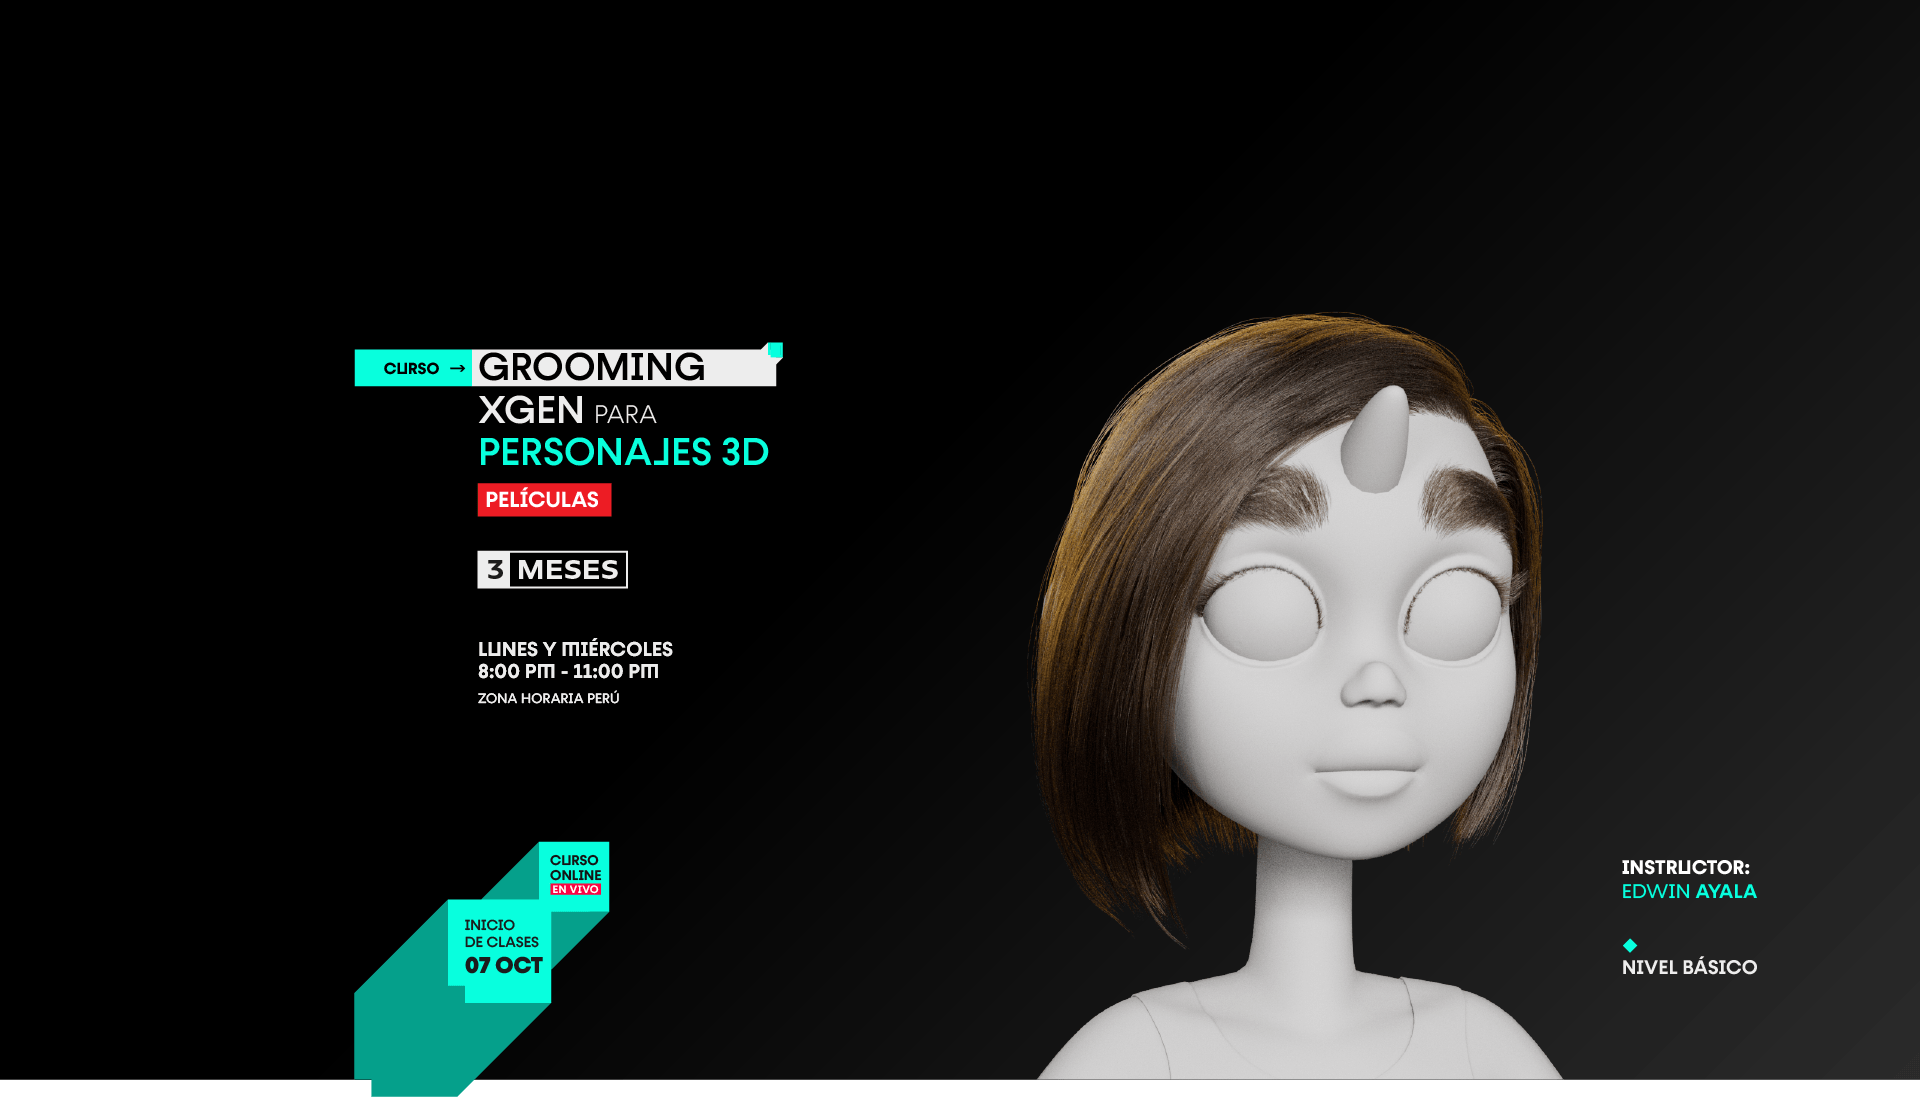 CURSO → GROOMING
XGEN PARA
PERSONAJES 3D
PELÍCULAS
3 MESES
LUNES Y MIÉRCOLES
8:00 PM - 11:00 PM
ZONA HORARIA PERÚ
CURSO
ONLINE
EN VIVO
INICIO
DE CLASES
07 OCT
INSTRUCTOR:
EDWIN AYALA
NIVEL BÁSICO